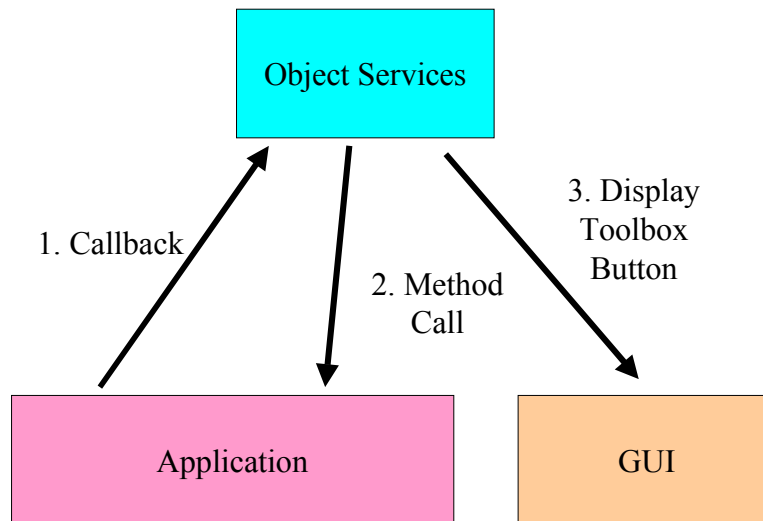 Object Services
1. Callback
2. Method
Call
3. Display
Toolbox
Button
Application
GUI